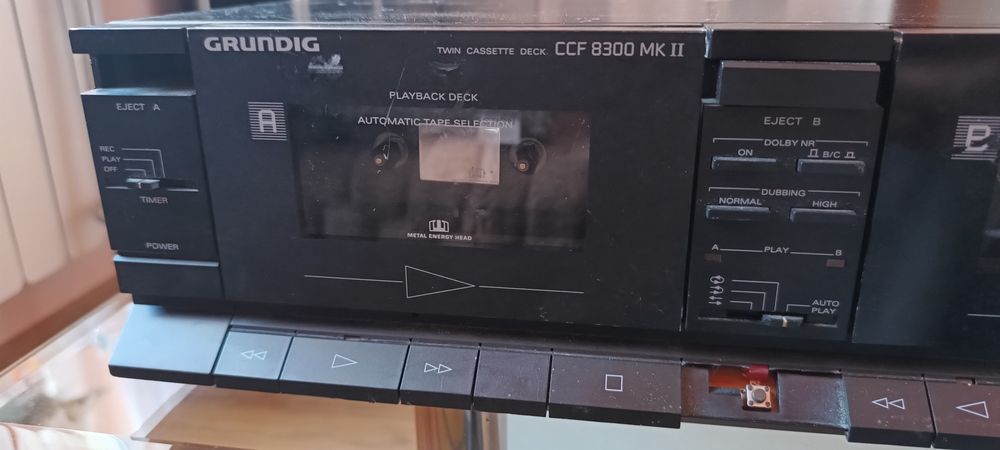 GRUNDIG
TWIN CASSETTE DECK CCF 8300 MK II
PLAYBACK DECK
AUTOMATIC TAPE SELECTION
A
METAL ENERGY HEAD
EJECT A
REC
PLAY
OFF
TIMER
POWER
EJECT B
DOLBY NR
ON
B/C
DUBBING
NORMAL
HIGH
A PLAY B
AUTO
PLAY